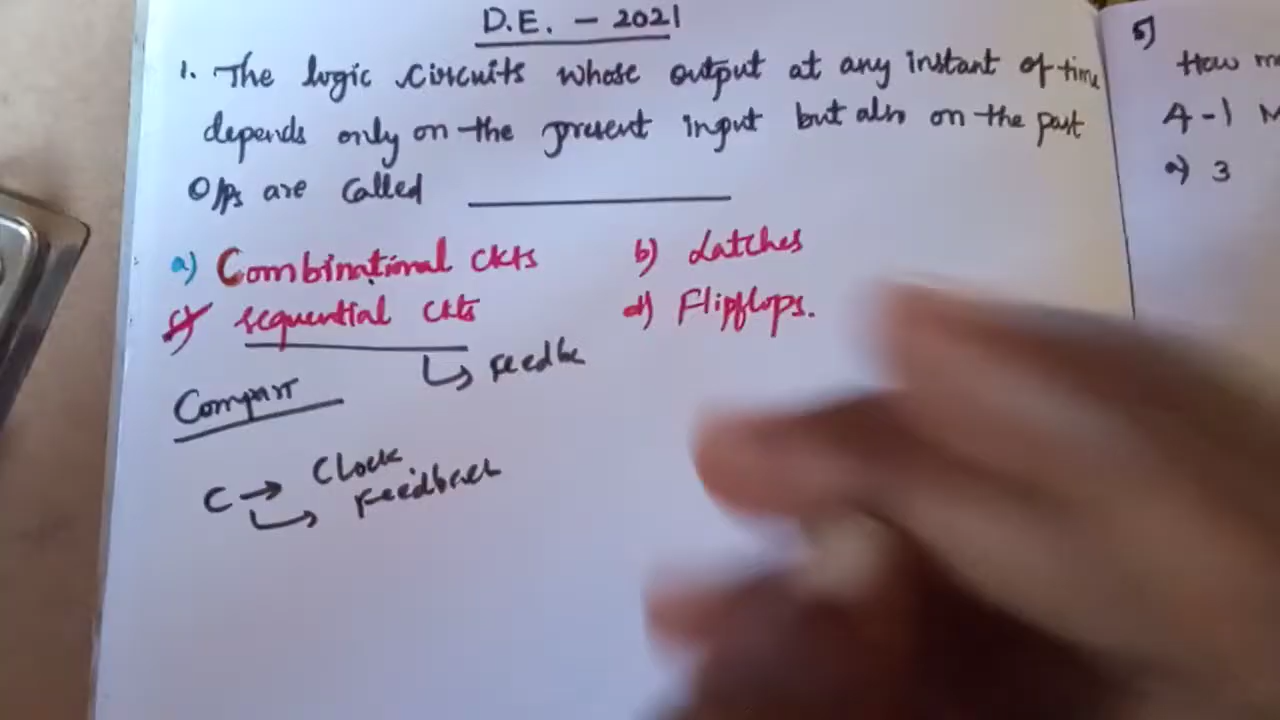 D.E. - 2021
1. The logic circuits whose output at any instant of time
depends only on the present input but also on the past
O/ps are called ________
a) Combinational ckts b) Latches
c) sequential ckts d) Flipflops.
↳ Feedba
C → Clock
↳ Feedback
5)
How m
4-1 M
a) 3